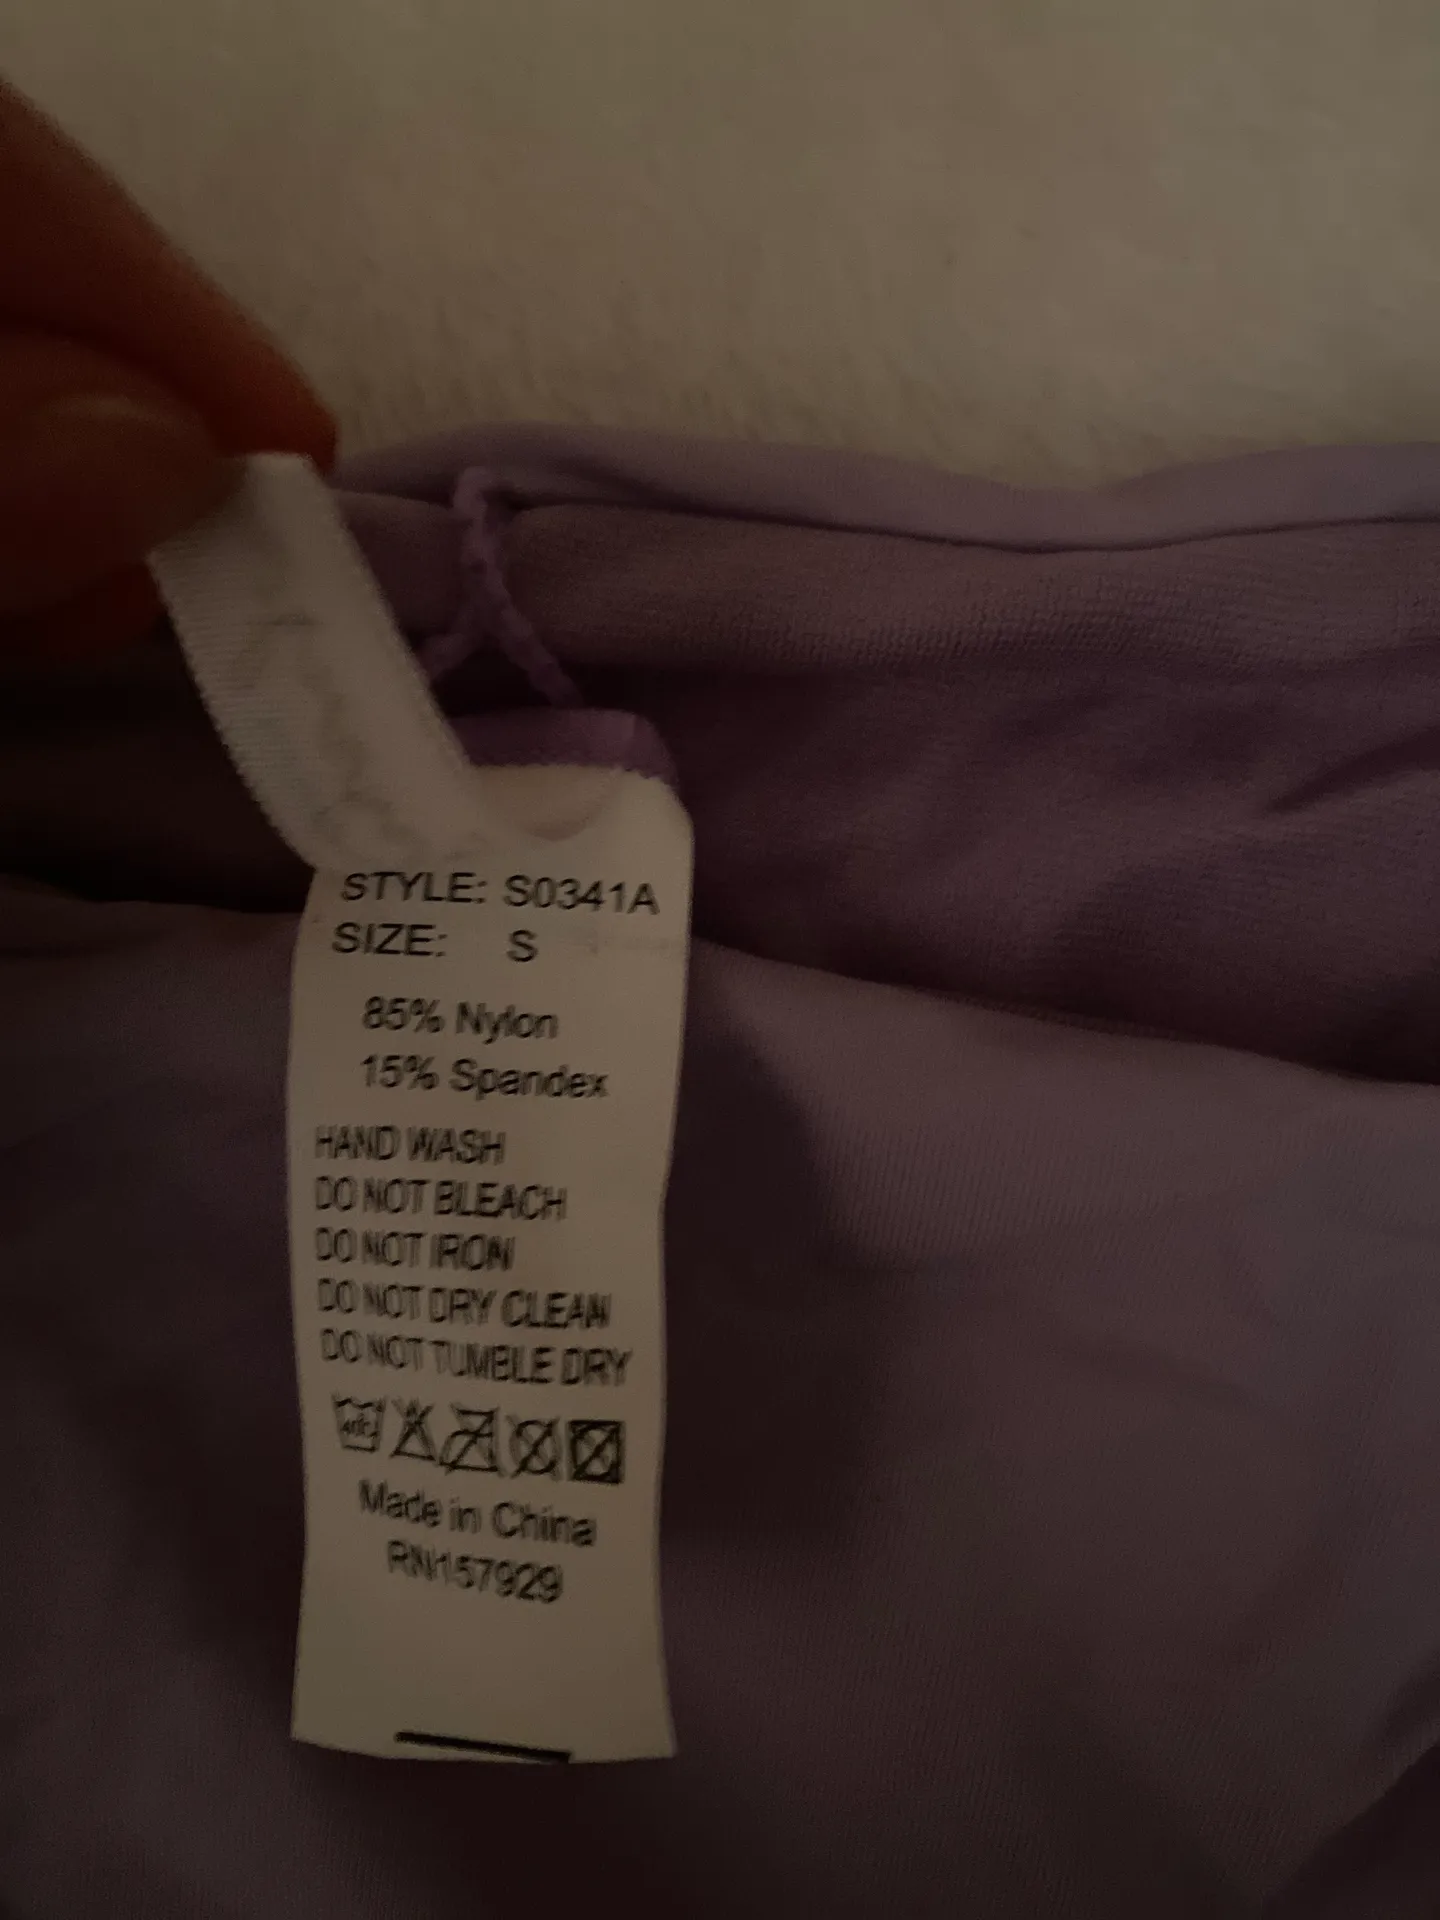 STYLE: S0341A
SIZE: S
85% Nylon
15% Spandex
HAND WASH
DO NOT BLEACH
DO NOT IRON
DO NOT DRY CLEAN
DO NOT TUMBLE DRY
Made in China
RN157929